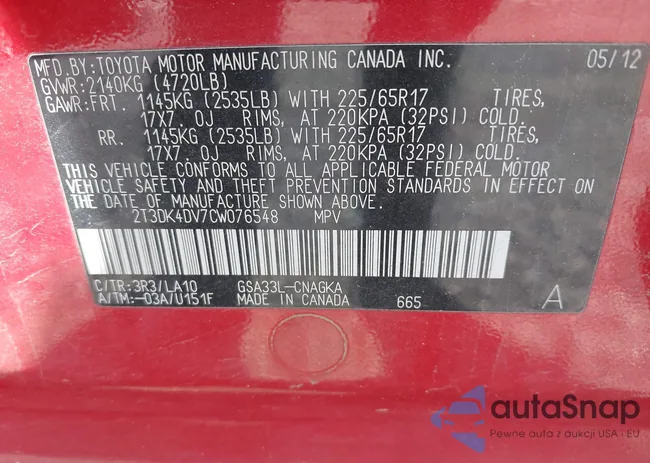 MFD.BY:TOYOTA MOTOR MANUFACTURING CANADA INC. 05/12
GVWR:2140KG (4720LB)
GAWR:FRT. 1145KG (2535LB) WITH 225/65R17 TIRES,
17X7.0J RIMS, AT 220KPA (32PSI) COLD.
RR. 1145KG (2535LB) WITH 225/65R17 TIRES,
17X7.0J RIMS, AT 220KPA (32PSI) COLD.
THIS VEHICLE CONFORMS TO ALL APPLICABLE FEDERAL MOTOR
VEHICLE SAFETY AND THEFT PREVENTION STANDARDS IN EFFECT ON
THE DATE OF MANUFACTURE SHOWN ABOVE.
2T3DK4DV7CW076548 MPV
C/TR:3R3/LA10 GSA33L-CNAGKA
A/TM:-03A/U151F MADE IN CANADA 665 A
autaSnap
Pewne auta z aukcji USA i EU